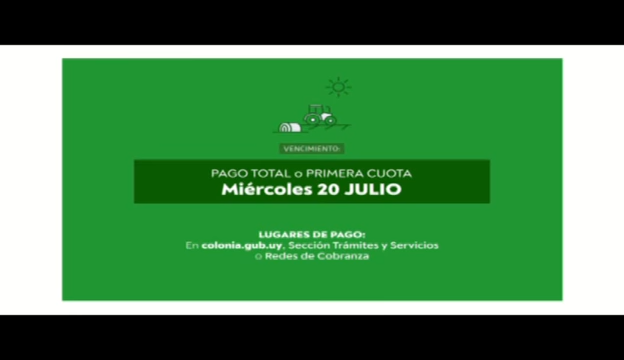 VENCIMIENTO:
PAGO TOTAL o PRIMERA CUOTA
Miércoles 20 JULIO
LUGARES DE PAGO:
En colonia.gub.uy, Sección Trámites y Servicios
o Redes de Cobranza